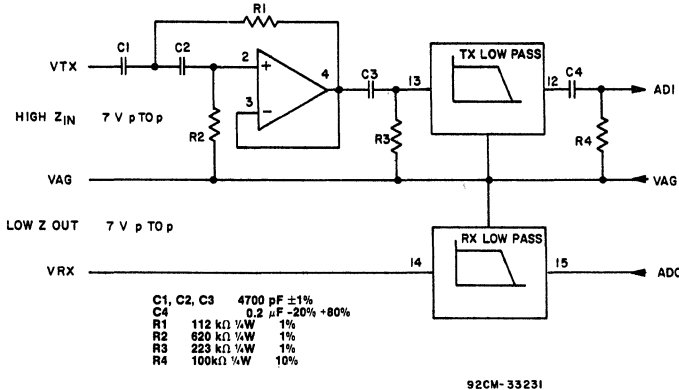 R1
C1
C2
VTX
2
+
4
C3
13
TX LOW PASS
12
C4
ADI
3
−
HIGH ZIN 7 V p TO p
R2
R3
R4
VAG
VAG
LOW Z OUT 7 V p TO p
RX LOW PASS
VRX
14
15
ADO
C1, C2, C3 4700 pF ±1%
C4 0.2 µF -20% +80%
R1 112 kΩ ¼W 1%
R2 620 kΩ ¼W 1%
R3 223 kΩ ¼W 1%
R4 100kΩ ¼W 10%
92CM-33231